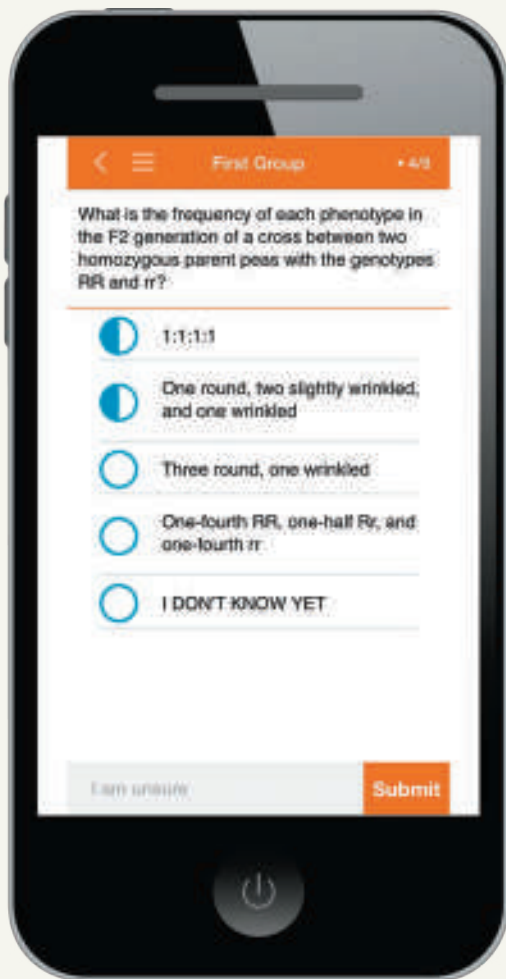 First Group
What is the frequency of each phenotype in
the F2 generation of a cross between two
homozygous parent peas with the genotypes
RR and rr?
1:1:1:1
One round, two slightly wrinkled,
and one wrinkled
Three round, one wrinkled
One-fourth RR, one-half Rr, and
one-fourth rr
I DON'T KNOW YET
I am unsure
Submit